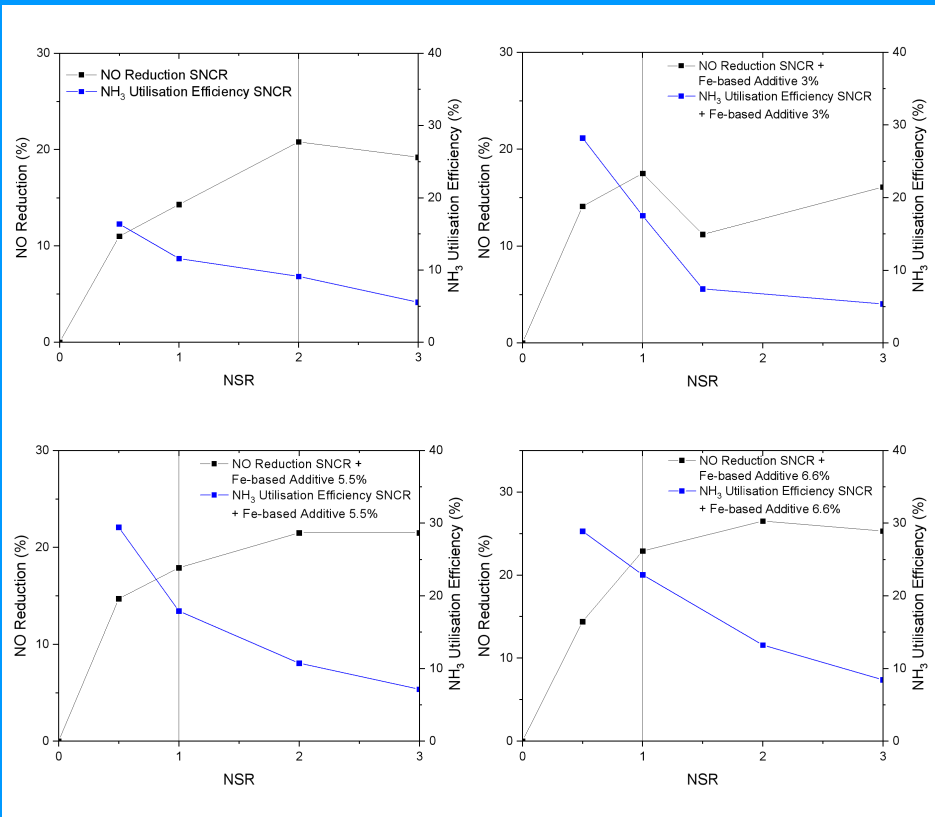 NO Reduction SNCR
NH₃ Utilisation Efficiency SNCR
30
20
10
0
NO Reduction (%)
40
30
20
10
0
NH₃ Utilisation Efficiency (%)
0 1 2 3
NSR
NO Reduction SNCR +
Fe-based Additive 3%
NH₃ Utilisation Efficiency SNCR
+ Fe-based Additive 3%
30
20
10
0
NO Reduction (%)
40
30
20
10
0
NH₃ Utilisation Efficiency (%)
0 1 2 3
NSR
NO Reduction SNCR +
Fe-based Additive 5.5%
NH₃ Utilisation Efficiency SNCR
+ Fe-based Additive 5.5%
30
20
10
0
NO Reduction (%)
40
30
20
10
0
NH₃ Utilisation Efficiency (%)
0 1 2 3
NSR
NO Reduction SNCR +
Fe-based Additive 6.6%
NH₃ Utilisation Efficiency SNCR
+ Fe-based Additive 6.6%
30
20
10
0
NO Reduction (%)
40
30
20
10
0
NH₃ Utilisation Efficiency (%)
0 1 2 3
NSR